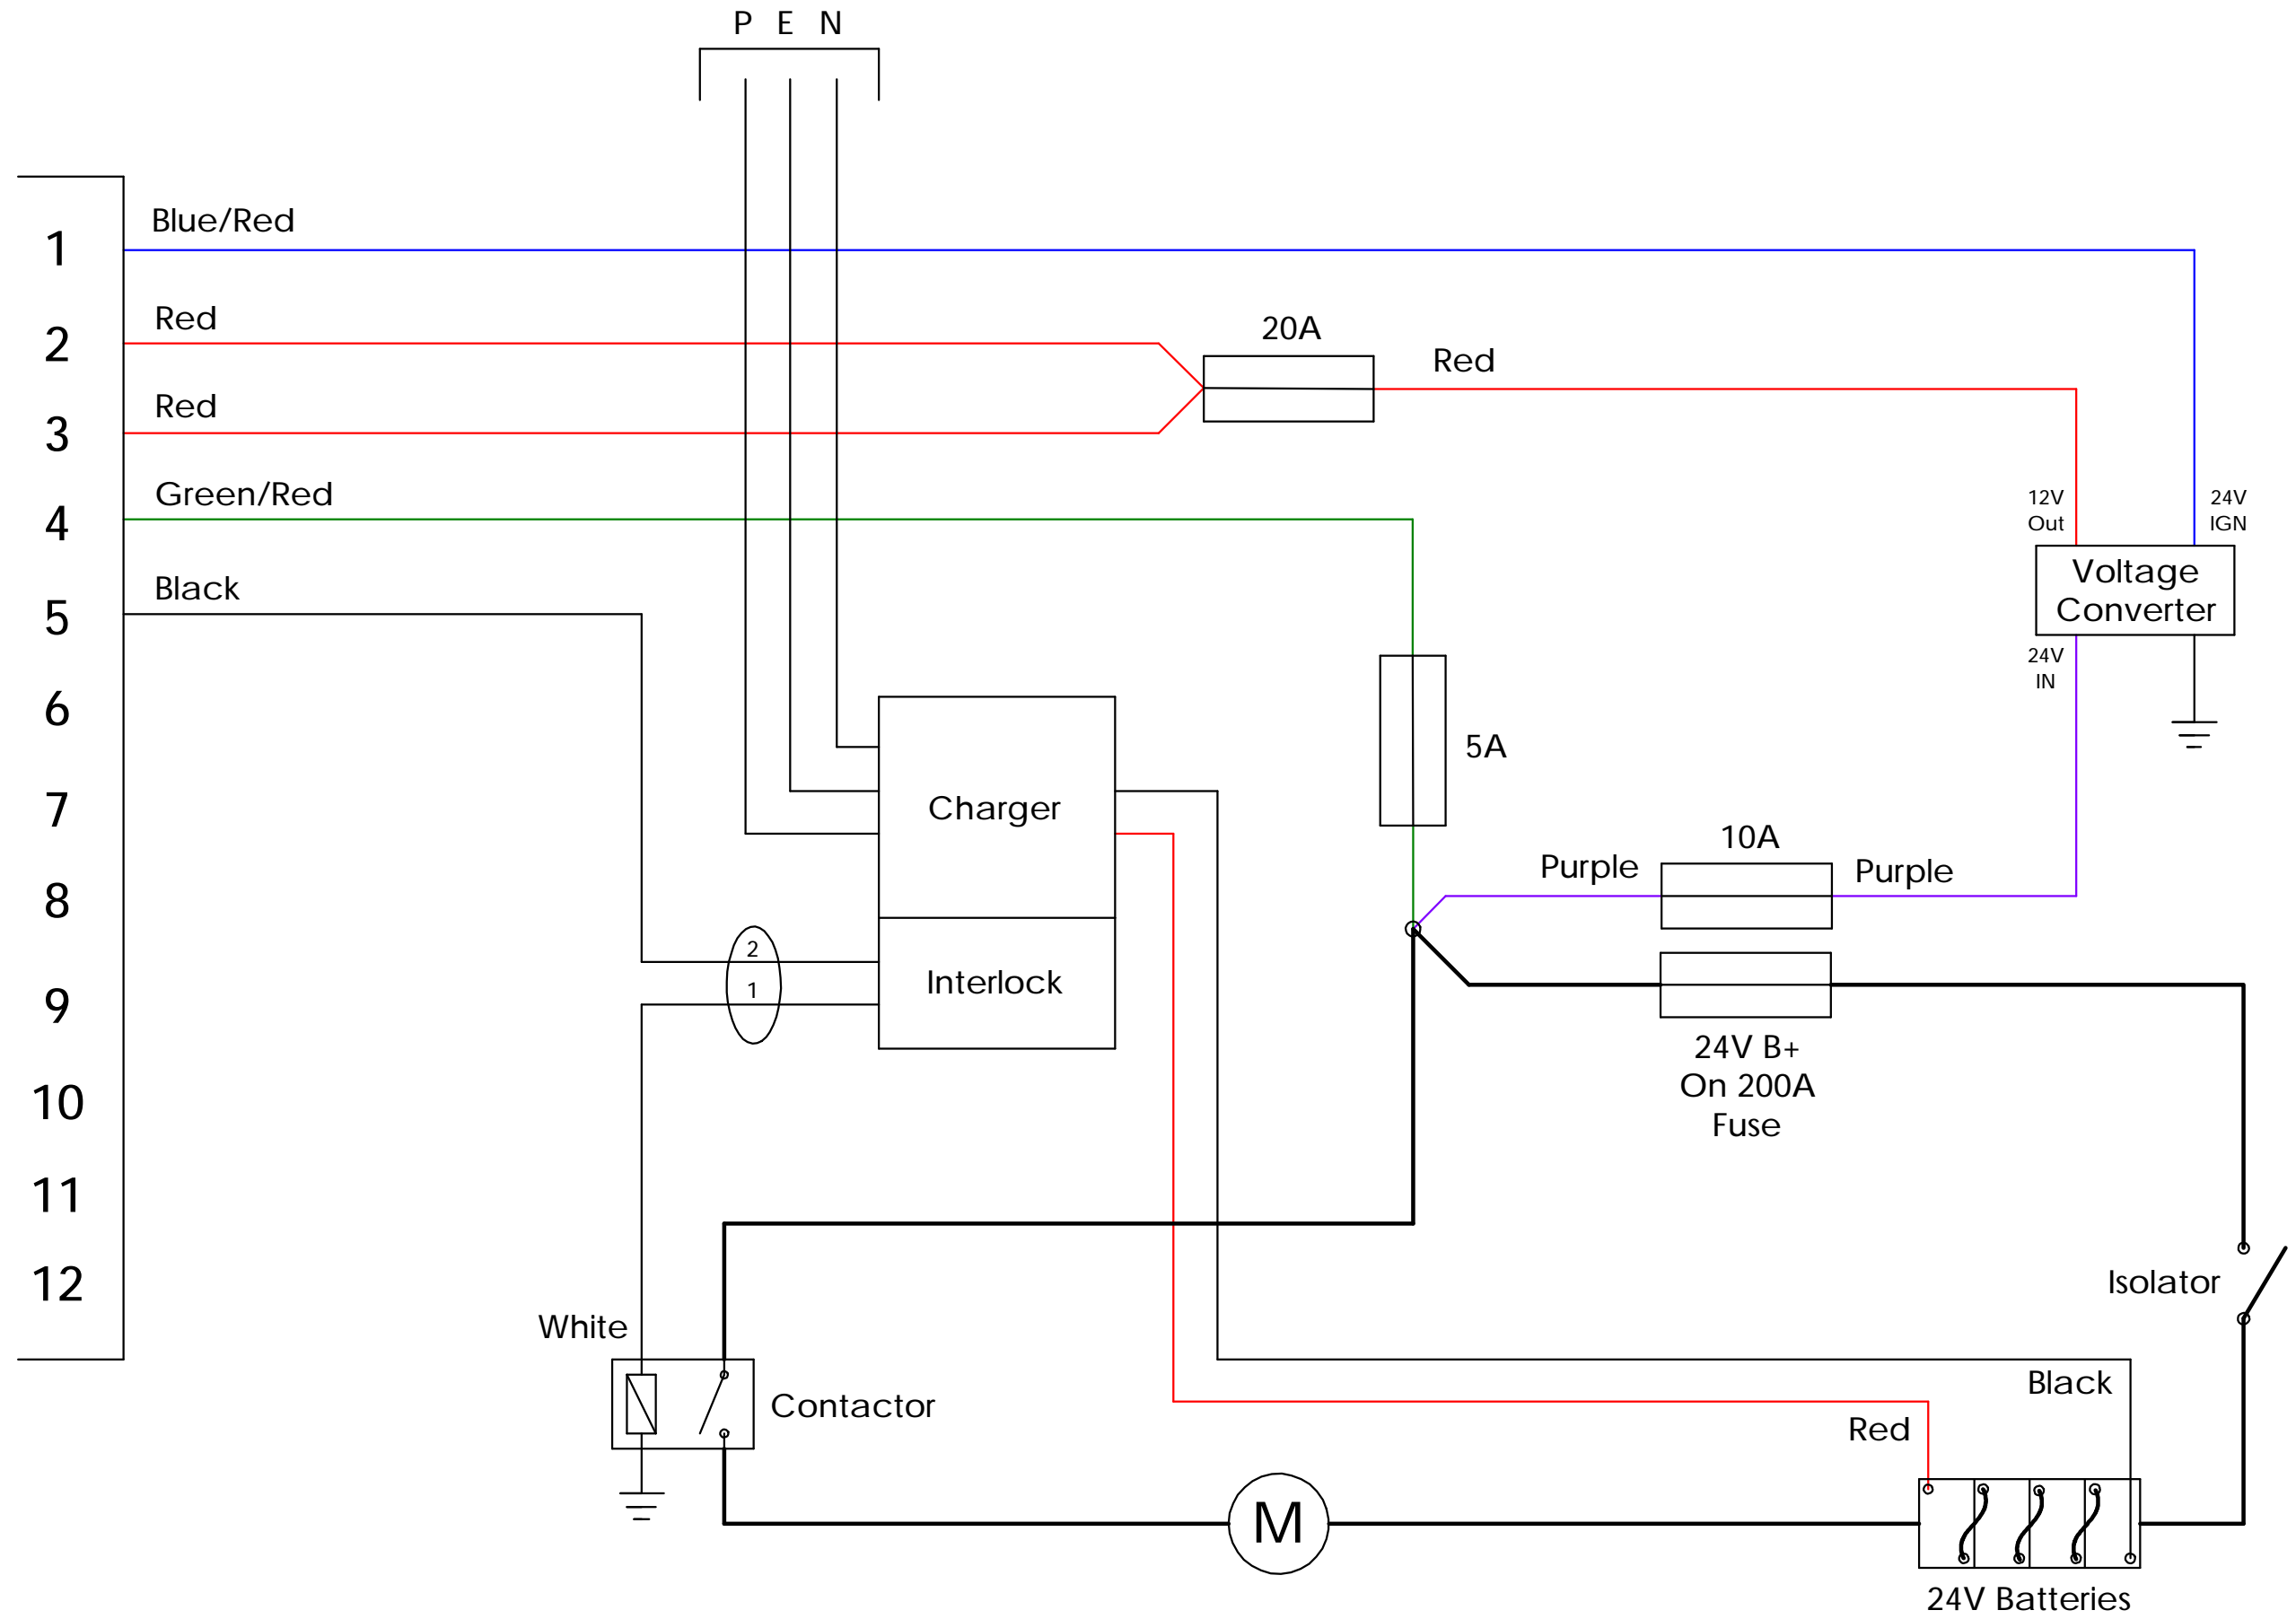 P E N
Blue/Red
1
Red
20A
2
Red
Red
3
Green/Red
12V
Out
24V
IGN
4
Voltage
Converter
Black
5
24V
IN
6
5A
7
Charger
10A
Purple
Purple
8
2
Interlock
1
9
24V B+
On 200A
Fuse
10
11
12
Isolator
White
Contactor
Black
Red
M
24V Batteries